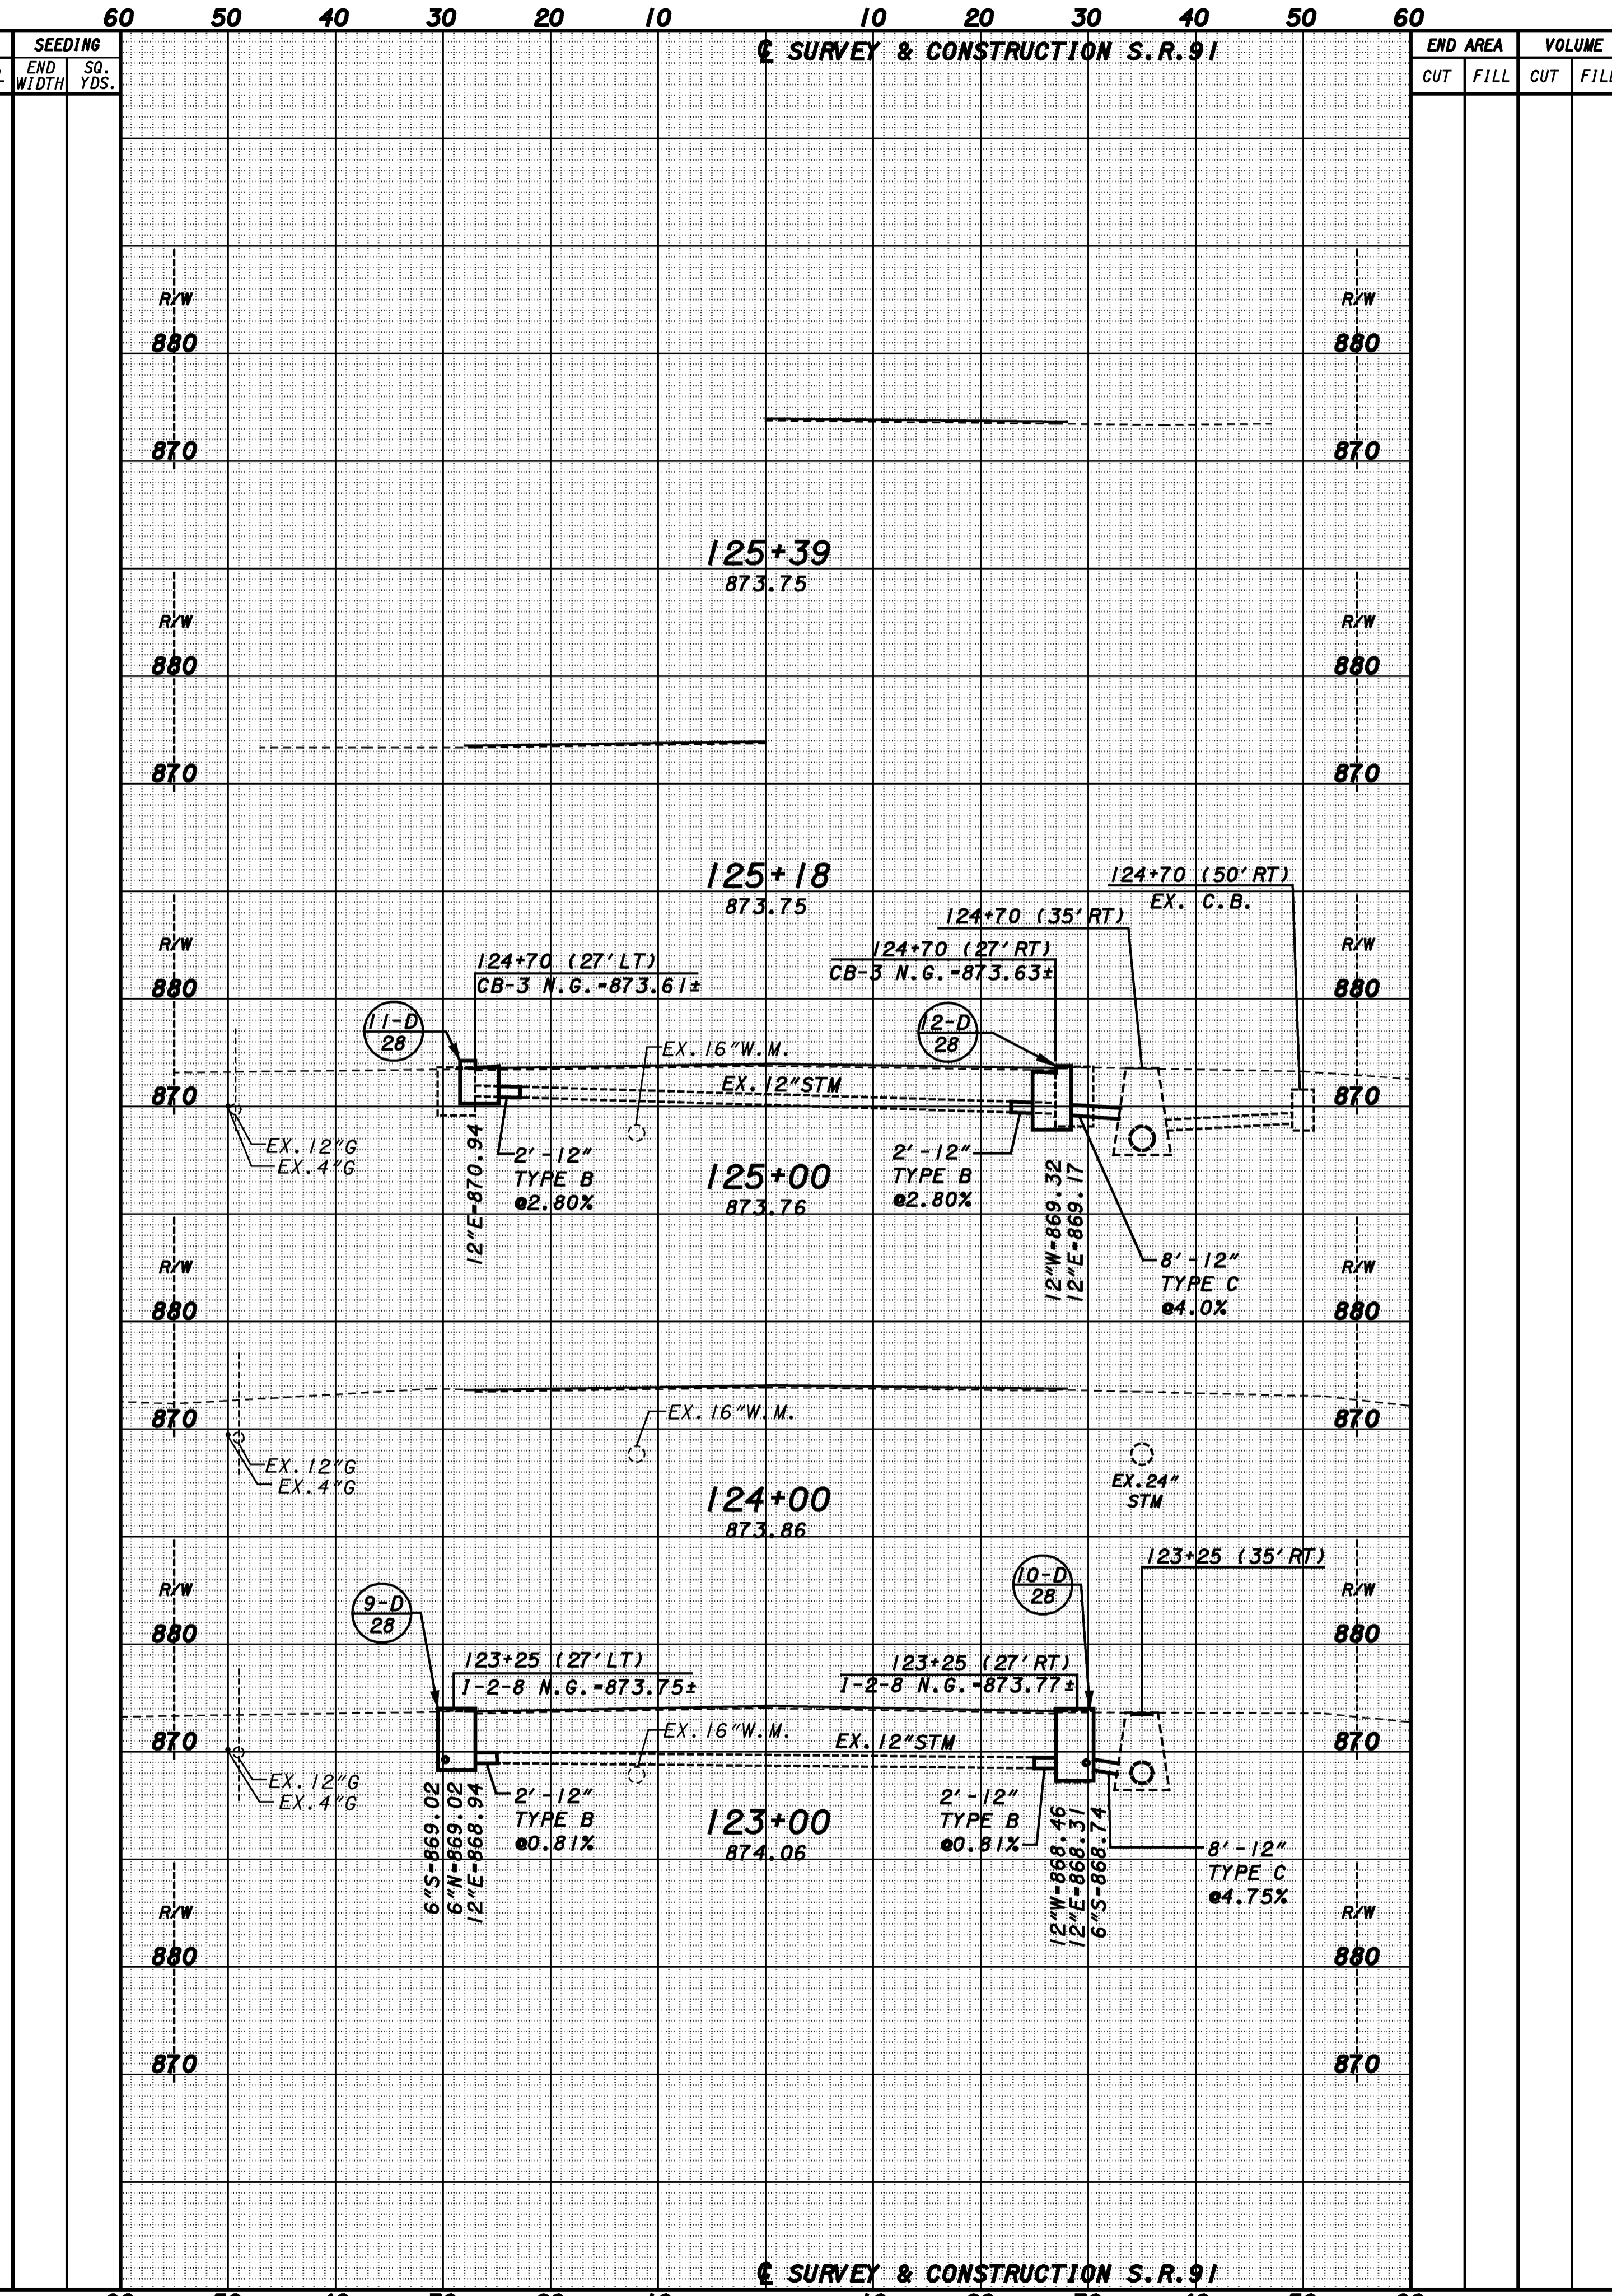 60 50 40 30 20 10 10 20 30 40 50 60
SEEDING
END WIDTH
SQ. YDS.
℄ SURVEY & CONSTRUCTION S.R.91
END AREA VOLUME
CUT FILL CUT FILL
R/W R/W
880 880
870 870
125+39
873.75
R/W R/W
880 880
870 870
125+18
873.75
124+70 (50'RT)
EX. C.B.
124+70 (35'RT)
124+70 (27'RT)
CB-3 N.G.=873.63±
124+70 (27'LT)
CB-3 N.G.=873.61±
R/W R/W
880 880
11-D
28
12-D
28
EX.16"W.M.
EX.12"STM
870 870
EX.12"G
EX.4"G
12"E=870.94
2'-12"
TYPE B
@2.80%
125+00
873.76
2'-12"
TYPE B
@2.80%
12"W=869.32
12"E=869.17
8'-12"
TYPE C
@4.0%
R/W R/W
880 880
870 870
EX.16"W.M.
EX.12"G
EX.4"G
EX.24"
STM
124+00
873.86
123+25 (35'RT)
R/W R/W
10-D
28
9-D
28
880 880
123+25 (27'LT)
I-2-8 N.G.=873.75±
123+25 (27'RT)
I-2-8 N.G.=873.77±
EX.16"W.M.
EX.12"STM
870 870
EX.12"G
EX.4"G
6"S=869.02
6"N=869.02
12"E=868.94
2'-12"
TYPE B
@0.81%
123+00
874.06
2'-12"
TYPE B
@0.81%
12"W=868.46
12"E=868.31
6"S=868.74
8'-12"
TYPE C
@4.75%
R/W R/W
880 880
870 870
℄ SURVEY & CONSTRUCTION S.R.91